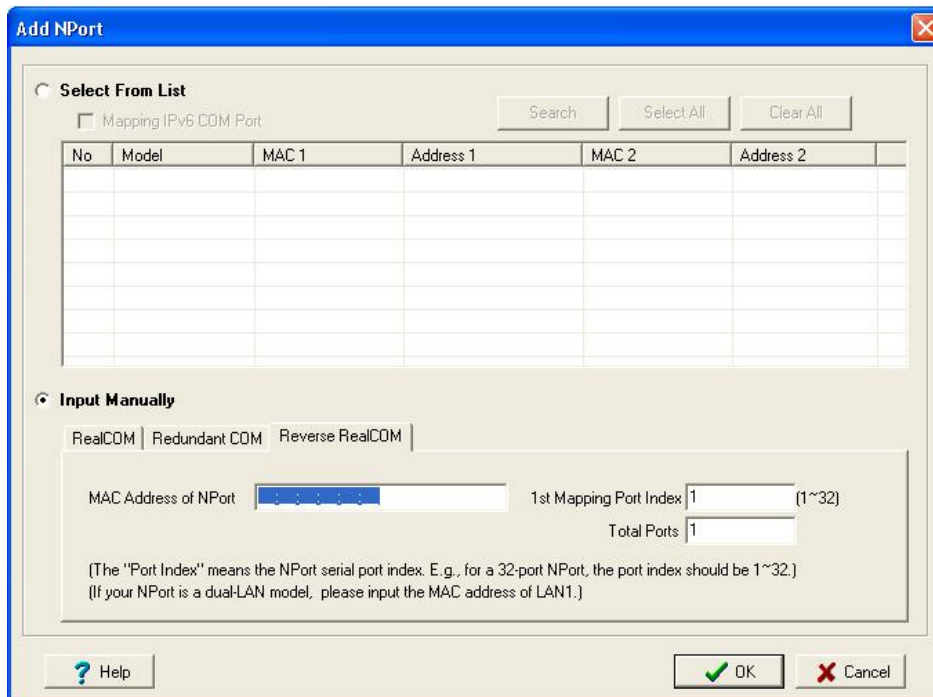 Add NPort
Select From List
Mapping IPv6 COM Port
Search
Select All
Clear All
No Model MAC 1 Address 1 MAC 2 Address 2
Input Manually
RealCOM Redundant COM Reverse RealCOM
MAC Address of NPort : : : : : 1st Mapping Port Index 1 (1~32)
Total Ports 1
(The "Port Index" means the NPort serial port index. E.g., for a 32-port NPort, the port index should be 1~32.)
(If your NPort is a dual-LAN model, please input the MAC address of LAN1.)
? Help
OK
Cancel